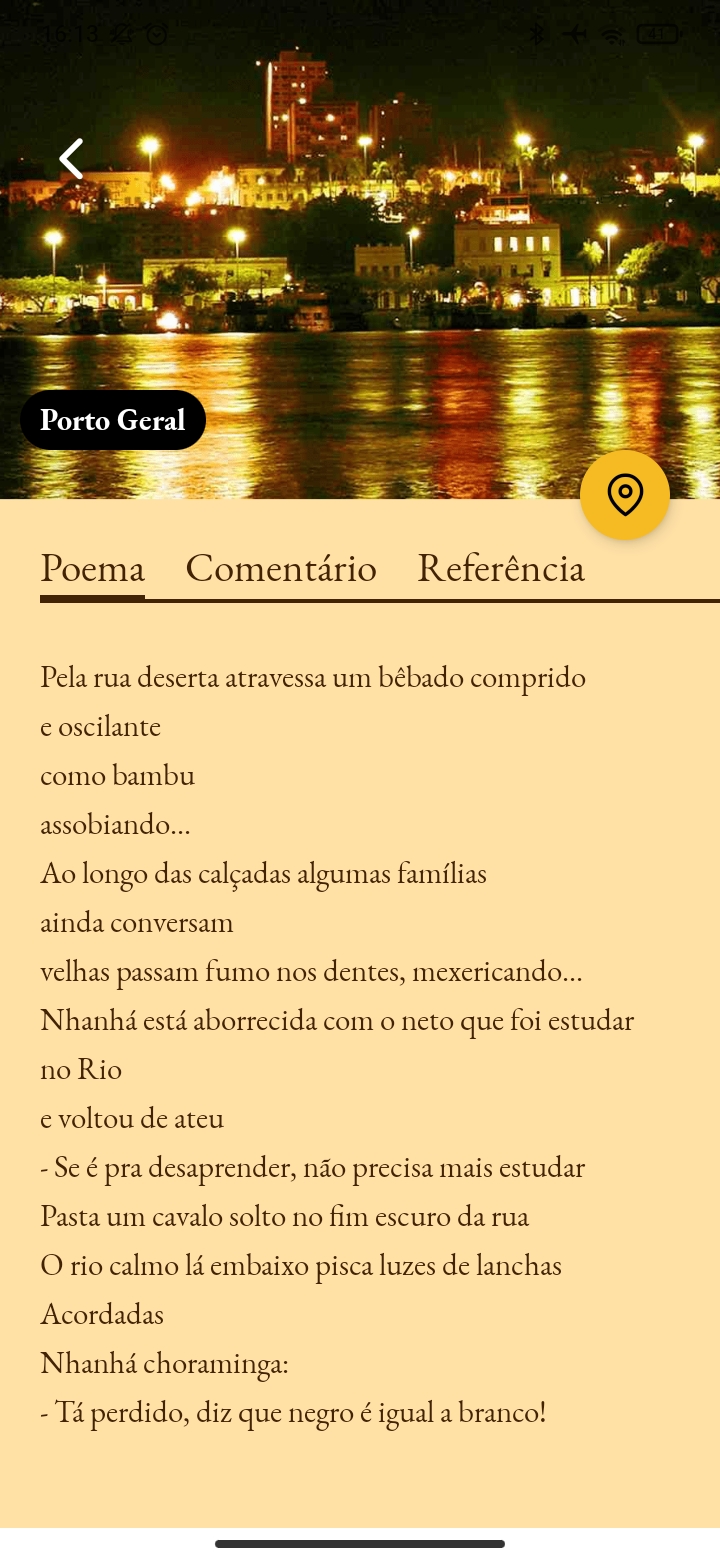 16:13
41
Porto Geral
Poema Comentário Referência
Pela rua deserta atravessa um bêbado comprido
e oscilante
como bambu
assobiando...
Ao longo das calçadas algumas famílias
ainda conversam
velhas passam fumo nos dentes, mexericando...
Nhanhá está aborrecida com o neto que foi estudar
no Rio
e voltou de ateu
- Se é pra desaprender, não precisa mais estudar
Pasta um cavalo solto no fim escuro da rua
O rio calmo lá embaixo pisca luzes de lanchas
Acordadas
Nhanhá choraminga:
- Tá perdido, diz que negro é igual a branco!